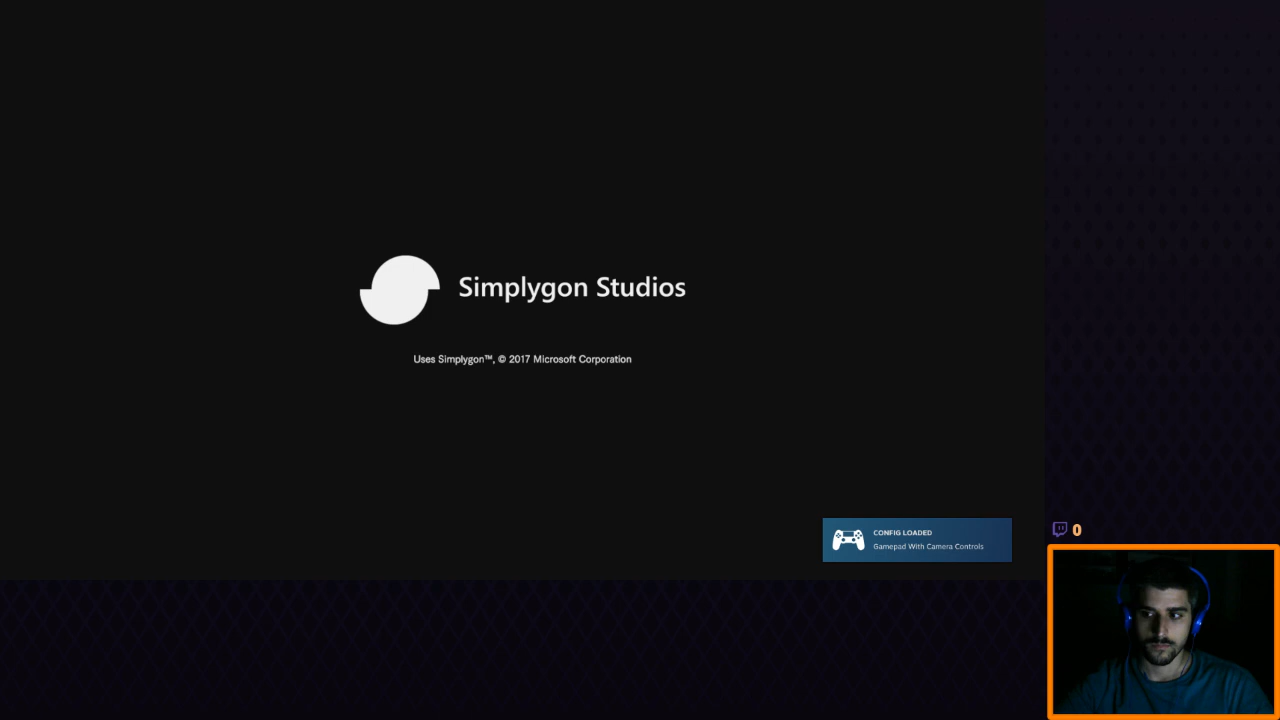 Simplygon Studios
Uses Simplygon™, © 2017 Microsoft Corporation
CONFIG LOADED
Gamepad With Camera Controls
0